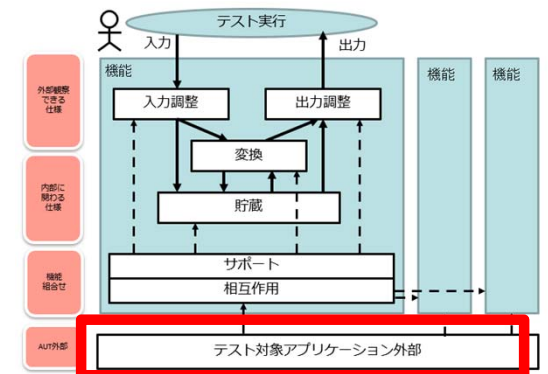 テスト実行
入力
出力
機能
機能
機能
外部観察
できる
仕様
入力調整
出力調整
変換
内部に
関わる
仕様
貯蔵
サポート
機能
組合せ
相互作用
AUT外部
テスト対象アプリケーション外部